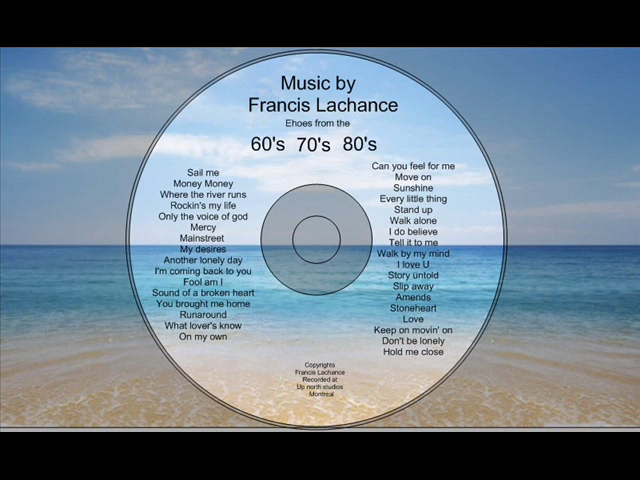 Music by
Francis Lachance
Ehoes from the
60's 70's 80's
Sail me
Money Money
Where the river runs
Rockin's my life
Only the voice of god
Mercy
Mainstreet
My desires
Another lonely day
I'm coming back to you
Fool am I
Sound of a broken heart
You brought me home
Runaround
What lover's know
On my own
Can you feel for me
Move on
Sunshine
Every little thing
Stand up
Walk alone
I do believe
Tell it to me
Walk by my mind
I love U
Story untold
Slip away
Amends
Stoneheart
Love
Keep on movin' on
Don't be lonely
Hold me close
Copyrights
Francis Lachance
Recorded at
Up north studios
Montreal